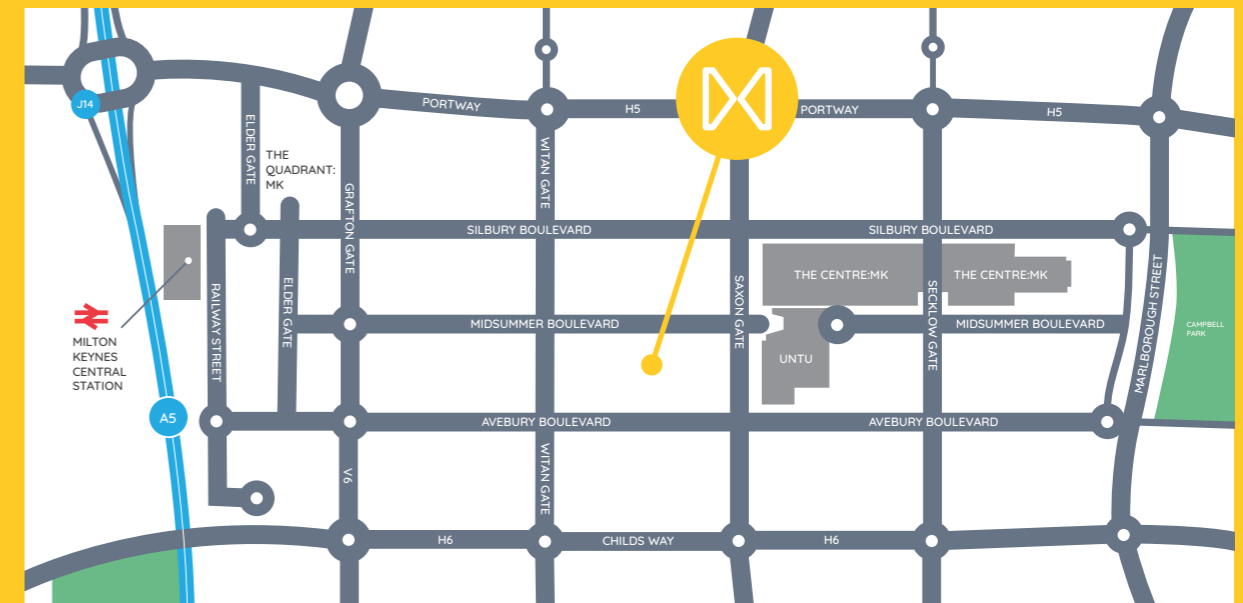 J14
PORTWAY
H5
PORTWAY
H5
ELDER GATE
THE
QUADRANT:
MK
GRAFTON GATE
WITAN GATE
SILBURY BOULEVARD
SILBURY BOULEVARD
THE CENTRE:MK
THE CENTRE:MK
MILTON
KEYNES
CENTRAL
STATION
RAILWAY STREET
ELDER GATE
MIDSUMMER BOULEVARD
SAXON GATE
SECKLOW GATE
MIDSUMMER BOULEVARD
MARLBOROUGH STREET
CAMPBELL
PARK
UNTU
A5
AVEBURY BOULEVARD
AVEBURY BOULEVARD
V6
WITAN GATE
H6
CHILDS WAY
H6